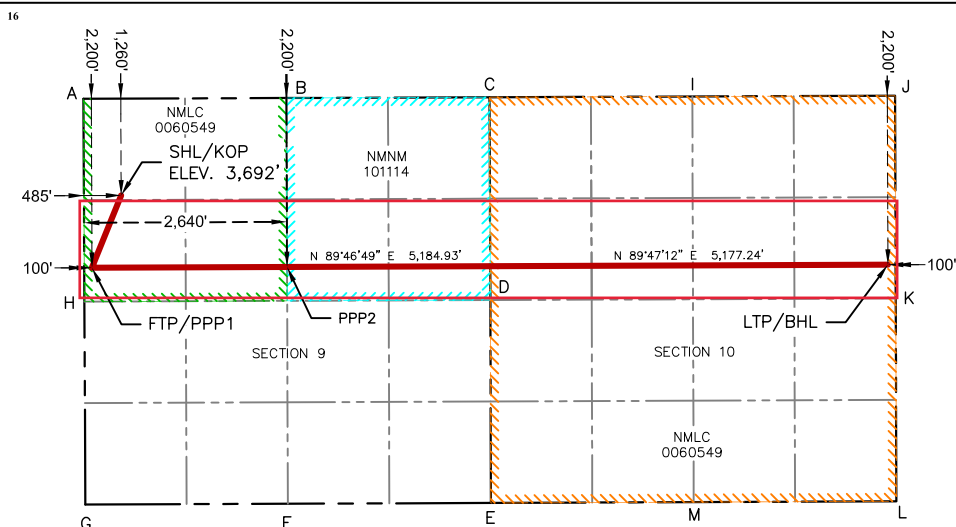 16
2,200'
1,260'
2,200'
2,200'
A
B
C
I
J
NMLC
0060549
SHL/KOP
ELEV. 3,692'
NMNM
101114
485'
2,640'
N 89°46'49" E 5,184.93'
N 89°47'12" E 5,177.24'
100'
100'
H
D
K
FTP/PPP1
PPP2
LTP/BHL
SECTION 9
SECTION 10
NMLC
0060549
G
F
E
M
L